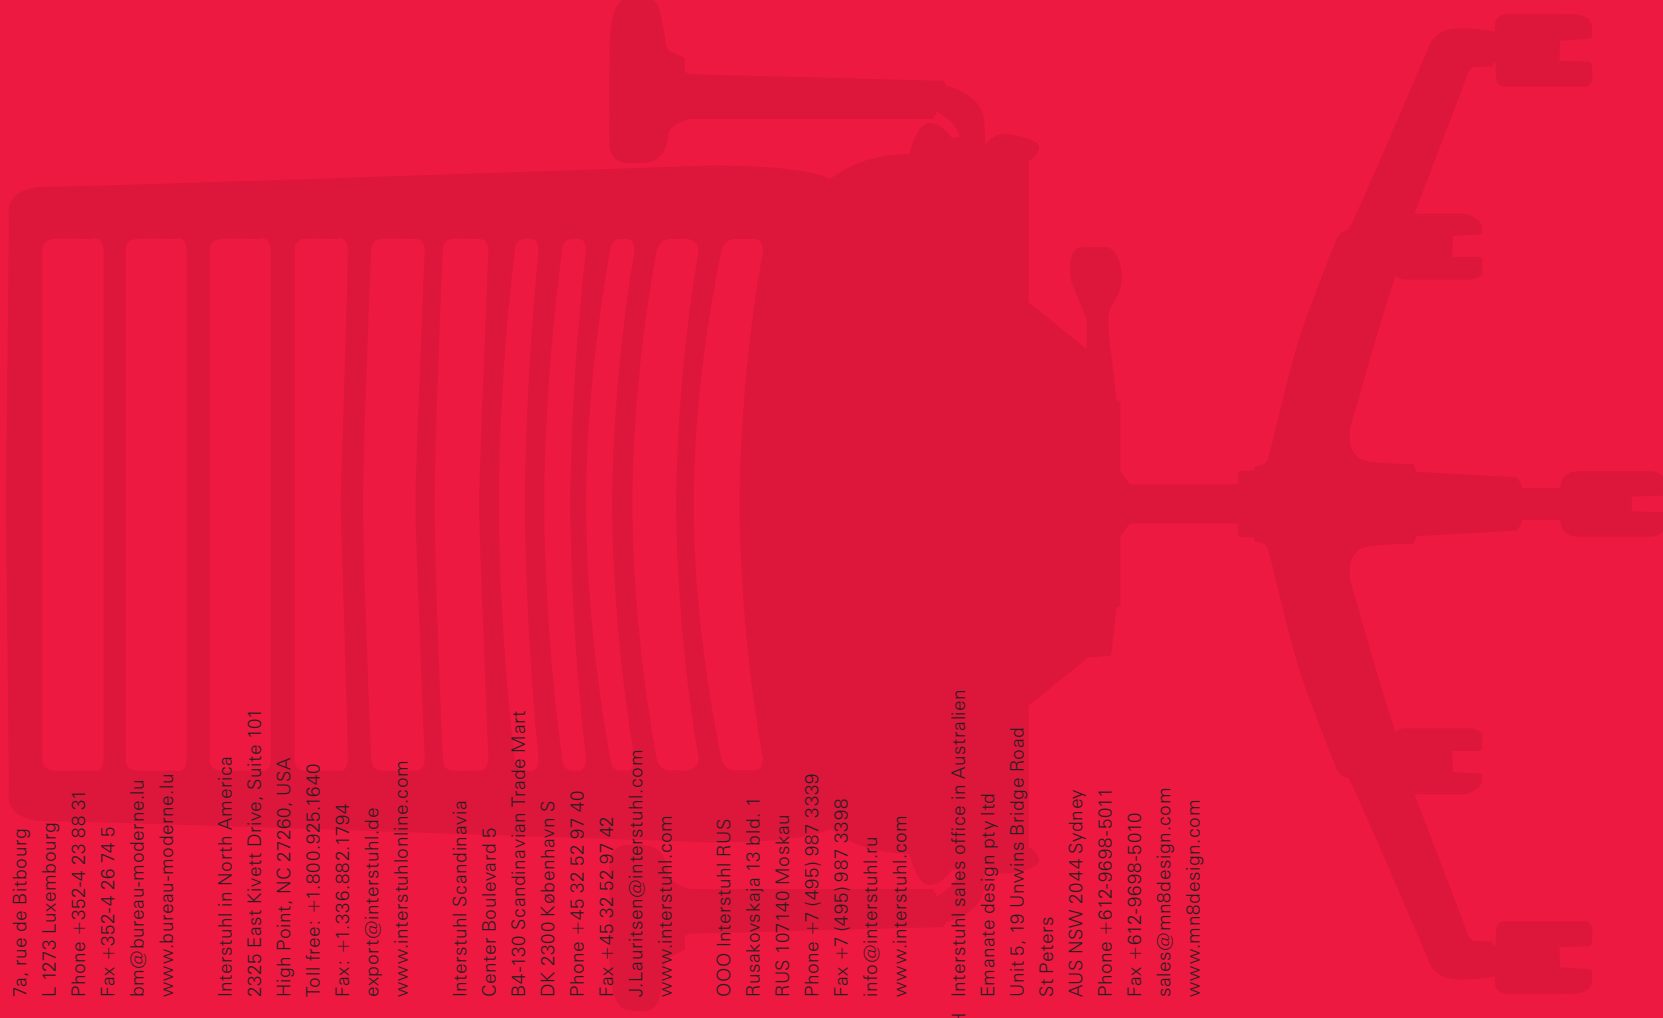 7a, rue de Bitbourg
L 1273 Luxembourg
Phone +352-4 23 88 31
Fax +352-4 26 74 5
bm@bureau-moderne.lu
www.bureau-moderne.lu
Interstuhl in North America
2325 East Kivett Drive, Suite 101
High Point, NC 27260, USA
Toll free: +1.800.925.1640
Fax: +1.336.882.1794
export@interstuhl.de
www.interstuhlonline.com
Interstuhl Scandinavia
Center Boulevard 5
B4-130 Scandinavian Trade Mart
DK 2300 København S
Phone +45 32 52 97 40
Fax +45 32 52 97 42
J.Lauritsen@interstuhl.com
www.interstuhl.com
OOO Interstuhl RUS
Rusakovskaja 13 bld. 1
RUS 107140 Moskau
Phone +7 (495) 987 3339
Fax +7 (495) 987 3398
info@interstuhl.ru
www.interstuhl.com
Interstuhl sales office in Australien
Emanate design pty ltd
Unit 5, 19 Unwins Bridge Road
St Peters
AUS NSW 2044 Sydney
Phone +612-9698-5011
Fax +612-9698-5010
sales@mn8design.com
www.mn8design.com